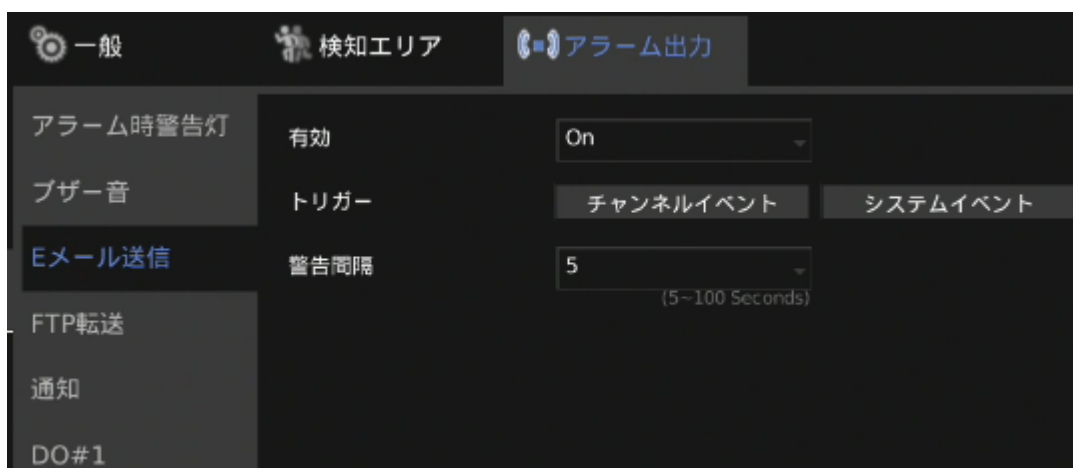 一般
検知エリア
アラーム出力
アラーム時警告灯
有効
On
ブザー音
トリガー
チャンネルイベント
システムイベント
Eメール送信
警告間隔
5
(5~100 Seconds)
FTP転送
通知
DO#1